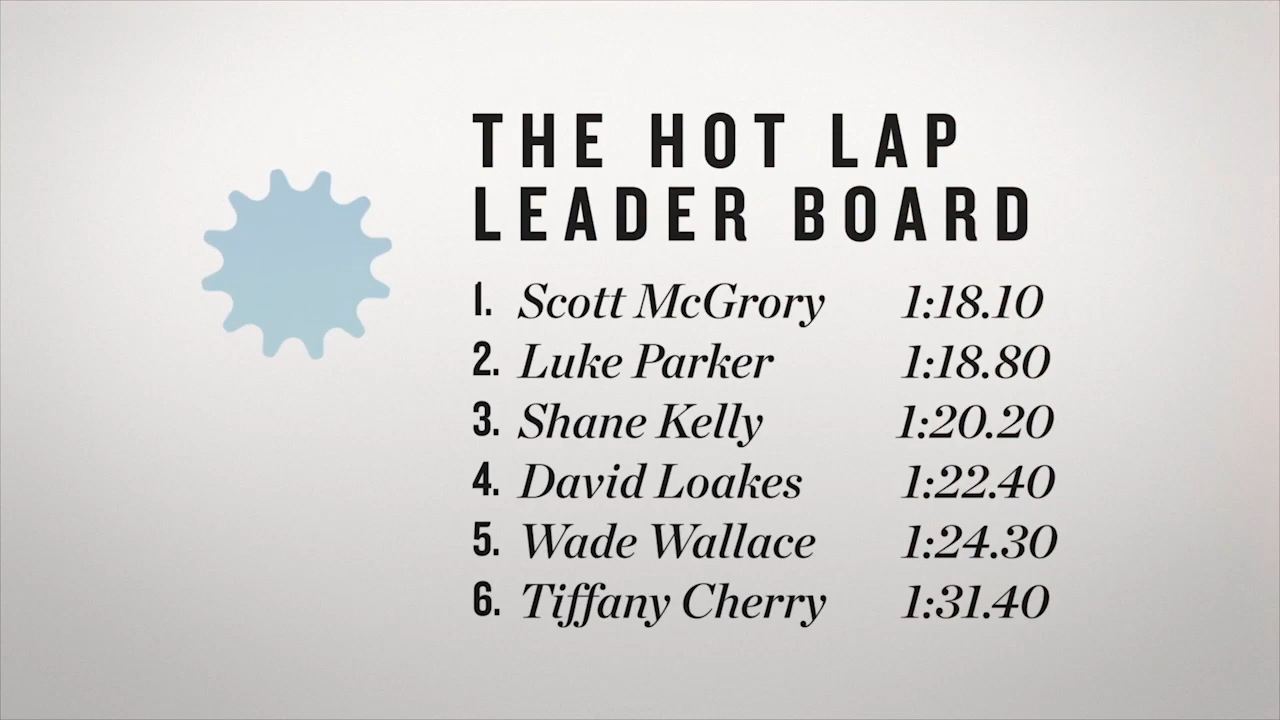 THE HOT LAP
LEADER BOARD
1. Scott McGrory 1:18.10
2. Luke Parker 1:18.80
3. Shane Kelly 1:20.20
4. David Loakes 1:22.40
5. Wade Wallace 1:24.30
6. Tiffany Cherry 1:31.40